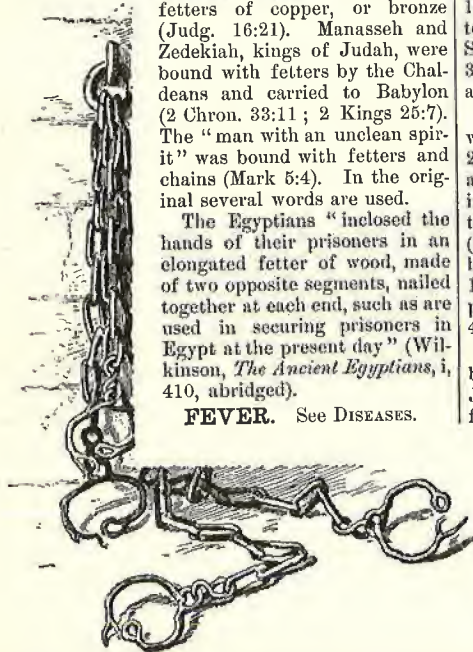 fetters of copper, or bronze
(Judg. 16:21). Manasseh and
Zedekiah, kings of Judah, were
bound with fetters by the Chal-
deans and carried to Babylon
(2 Chron. 33:11 ; 2 Kings 25:7).
The “man with an unclean spir-
it” was bound with fetters and
chains (Mark 5:4). In the orig-
inal several words are used.
The Egyptians “inclosed the
hands of their prisoners in an
elongated fetter of wood, made
of two opposite segments, nailed
together at each end, such as are
used in securing prisoners in
Egypt at the present day” (Wil-
kinson, The Ancient Egyptians, i,
410, abridged).
FEVER. See DISEASES.